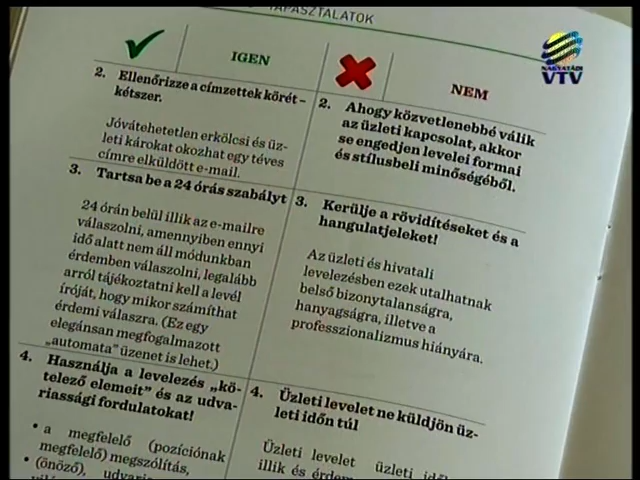 TAPASZTALATOK
NAGYATÁDI
VTV
IGEN
NEM
2. Ellenőrizze a címzettek körét –
kétszer.
Jóvátehetetlen erkölcsi és üz-
leti károkat okozhat egy téves
címre elküldött e-mail.
3. Tartsa be a 24 órás szabályt
24 órán belül illik az e-mailre
válaszolni, amennyiben ennyi
idő alatt nem áll módunkban
érdemben válaszolni, legalább
arról tájékoztatni kell a levél
íróját, hogy mikor számíthat
érdemi válaszra. (Ez egy
elegánsan megfogalmazott
„automata" üzenet is lehet.)
4. Használja a levelezés „kö-
telező elemeit" és az udva-
riassági fordulatokat!
• a megfelelő (pozíciónak
megfelelő) megszólítás,
• (önöző), udvarias
2. Ahogy közvetlenebbé válik
az üzleti kapcsolat, akkor
se engedjen levelei formai
és stílusbeli minőségéből.
3. Kerülje a rövidítéseket és a
hangulatjeleket!
Az üzleti és hivatali
levelezésben ezek utalhatnak
belső bizonytalanságra,
hanyagságra, illetve a
professzionalizmus hiányára.
4. Üzleti levelet ne küldjön üz-
leti időn túl
Üzleti levelet üzleti
illik és